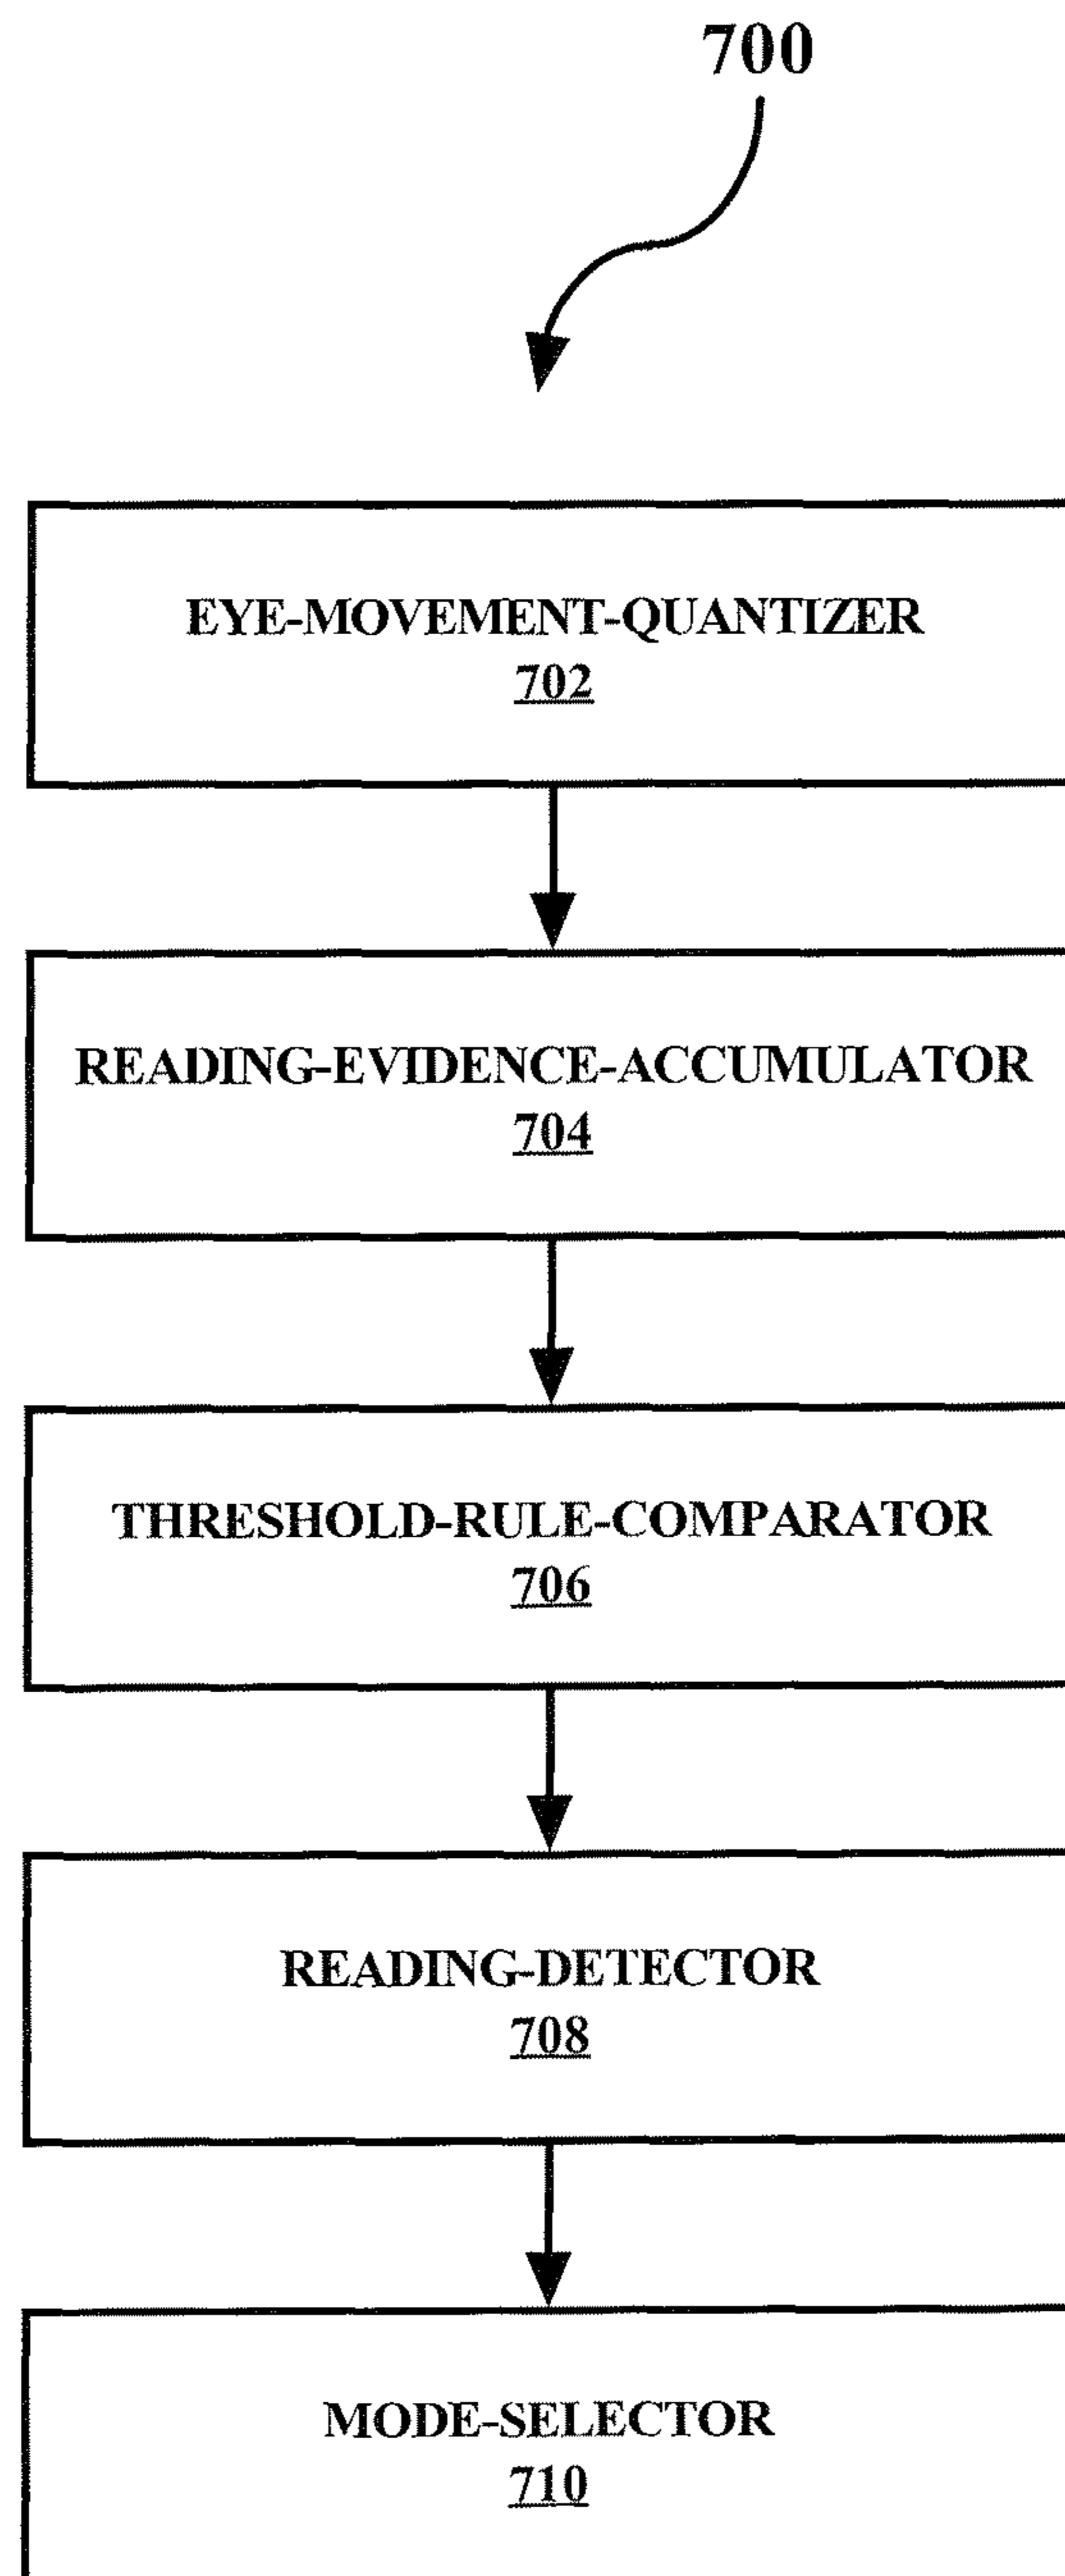 700
EYE-MOVEMENT-QUANTIZER
702
READING-EVIDENCE-ACCUMULATOR
704
THRESHOLD-RULE-COMPARATOR
706
READING-DETECTOR
708
MODE-SELECTOR
710